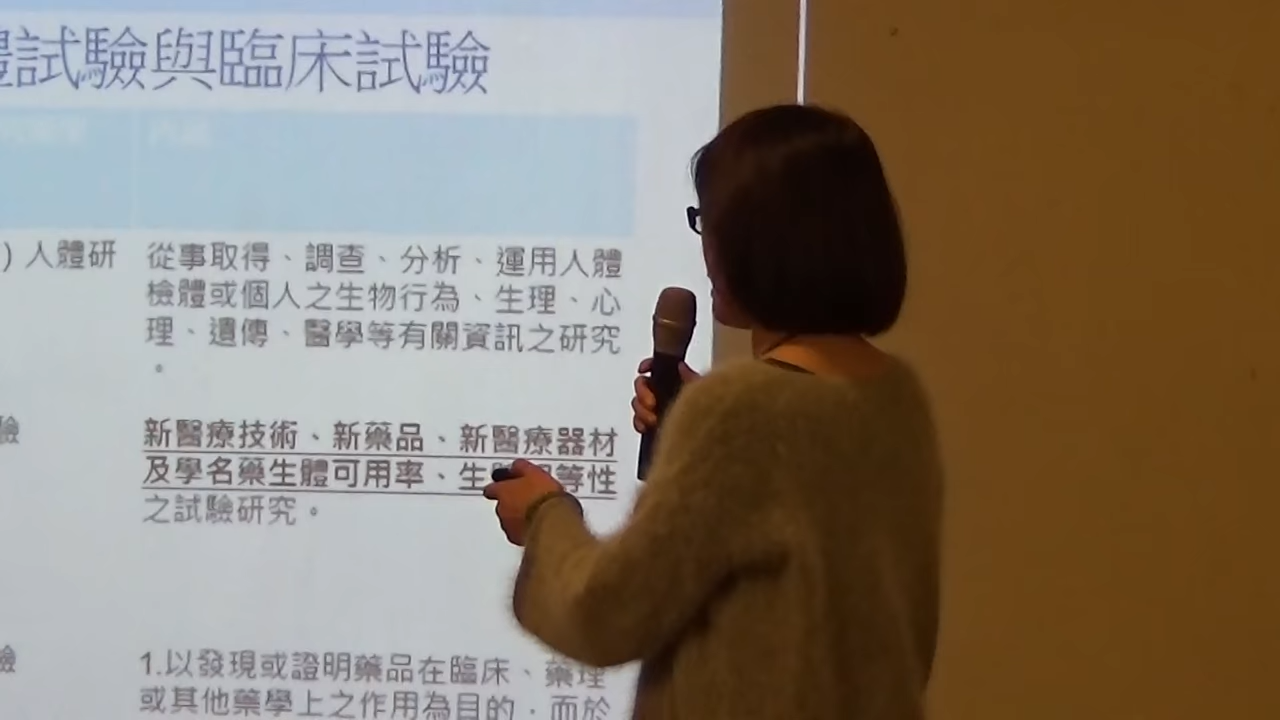 體試驗與臨床試驗
) 人體研
從事取得、調查、分析、運用人體
檢體或個人之生物行為、生理、心
理、遺傳、醫學等有關資訊之研究
。
驗
新醫療技術、新藥品、新醫療器材
及學名藥生體可用率、生 等性
之試驗研究。
驗
1.以發現或證明藥品在臨床、藥理
或其他藥學上之作用為目的,而於